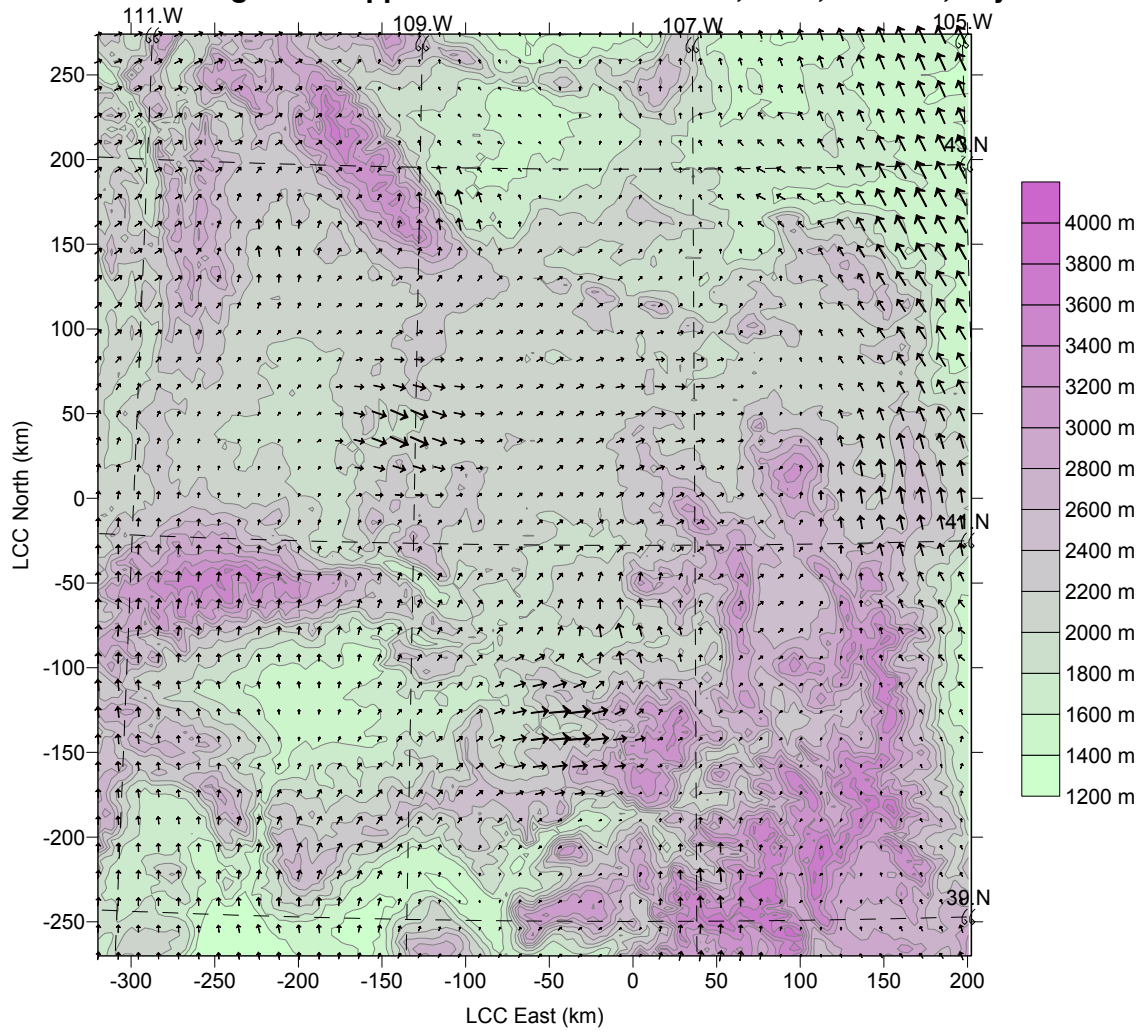 111.W 109.W 107.W 105.W
250
200
150
100
50
0
-50
-100
-150
-200
-250
43.N
41.N
39.N
LCC North (km)
-300 -250 -200 -150 -100 -50 0 50 100 150 200
LCC East (km)
4000 m
3800 m
3600 m
3400 m
3200 m
3000 m
2800 m
2600 m
2400 m
2200 m
2000 m
1800 m
1600 m
1400 m
1200 m